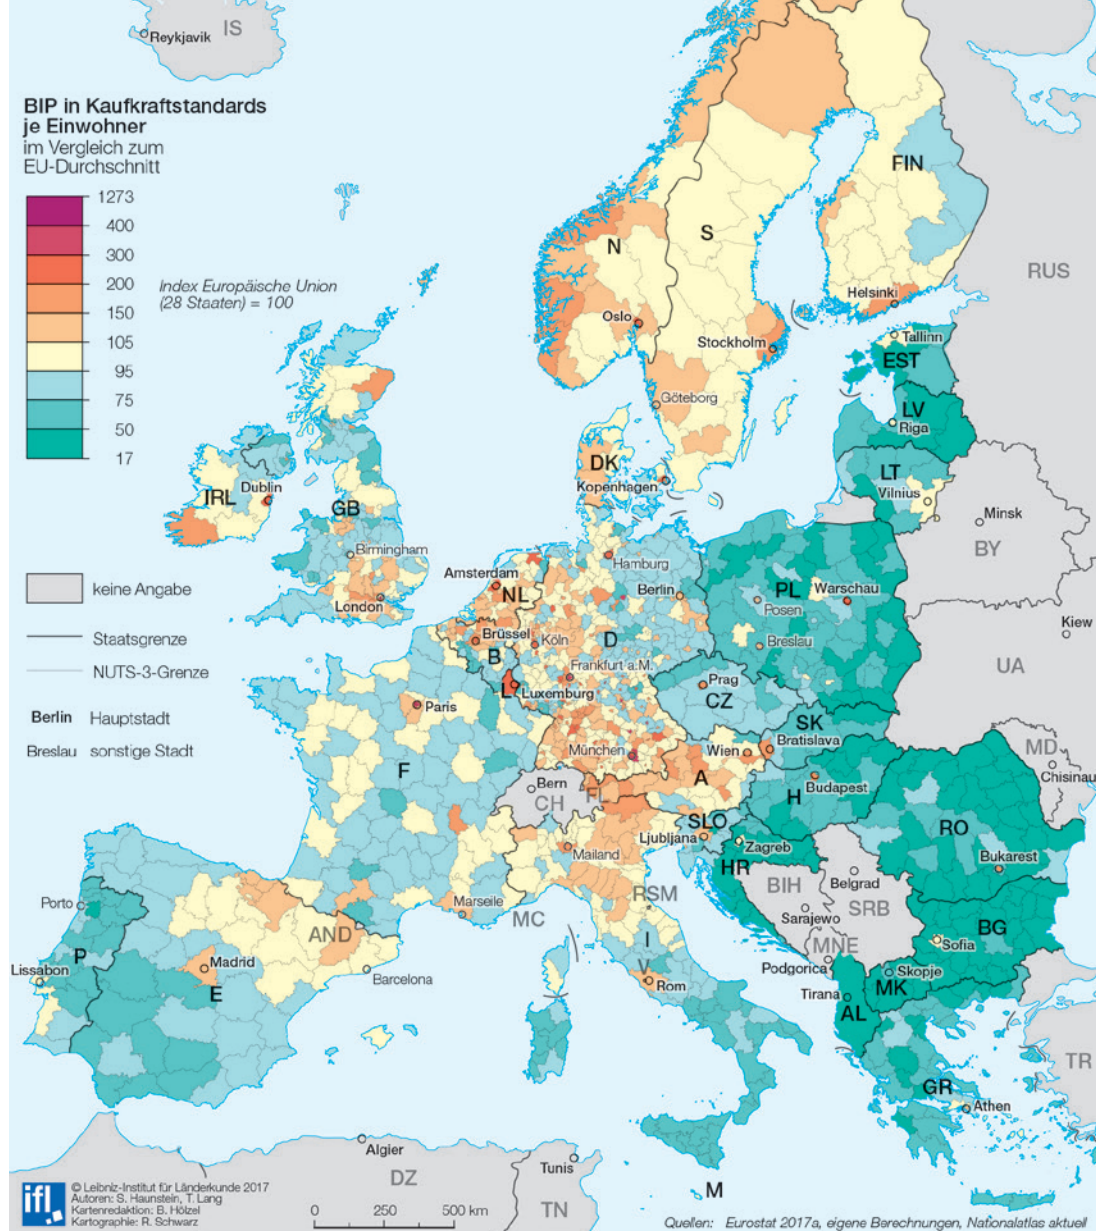 Reykjavik
IS
BIP in Kaufkraftstandards
je Einwohner
im Vergleich zum
EU-Durchschnitt
1273
400
300
200
150
105
95
75
50
17
Index Europäische Union
(28 Staaten) = 100
keine Angabe
Staatsgrenze
NUTS-3-Grenze
Berlin Hauptstadt
Breslau sonstige Stadt
FIN
N
S
RUS
Helsinki
Oslo
Stockholm
Tallinn
EST
Göteborg
LV
Riga
DK
LT
Kopenhagen
Vilnius
IRL
Dublin
GB
Minsk
BY
Birmingham
Hamburg
Amsterdam
NL
Berlin
PL
Warschau
Posen
London
Kiew
Brüssel
Köln
D
Breslau
B
UA
Frankfurt a.M.
L
Luxemburg
Prag
CZ
Paris
SK
München
Wien
Bratislava
MD
Chisinau
F
Bern
CH
FL
A
H
Budapest
SLO
Ljubljana
Zagreb
RO
Mailand
HR
Bukarest
BIH
Belgrad
Porto
RSM
Sarajewo
SRB
AND
Marseile
MC
BG
P
I
MNE
Sofia
Madrid
V
Podgorica
Skopje
Lissabon
E
Barcelona
Rom
MK
Tirana
AL
TR
GR
Athen
Algier
Tunis
DZ
TN
M
ifl
© Leibniz-Institut für Länderkunde 2017
Autoren: S. Haunstein, T. Lang
Kartenredaktion: B. Hölzel
Kartographie: R. Schwarz
0 250 500 km
Quellen: Eurostat 2017a, eigene Berechnungen, Nationalatlas aktuell